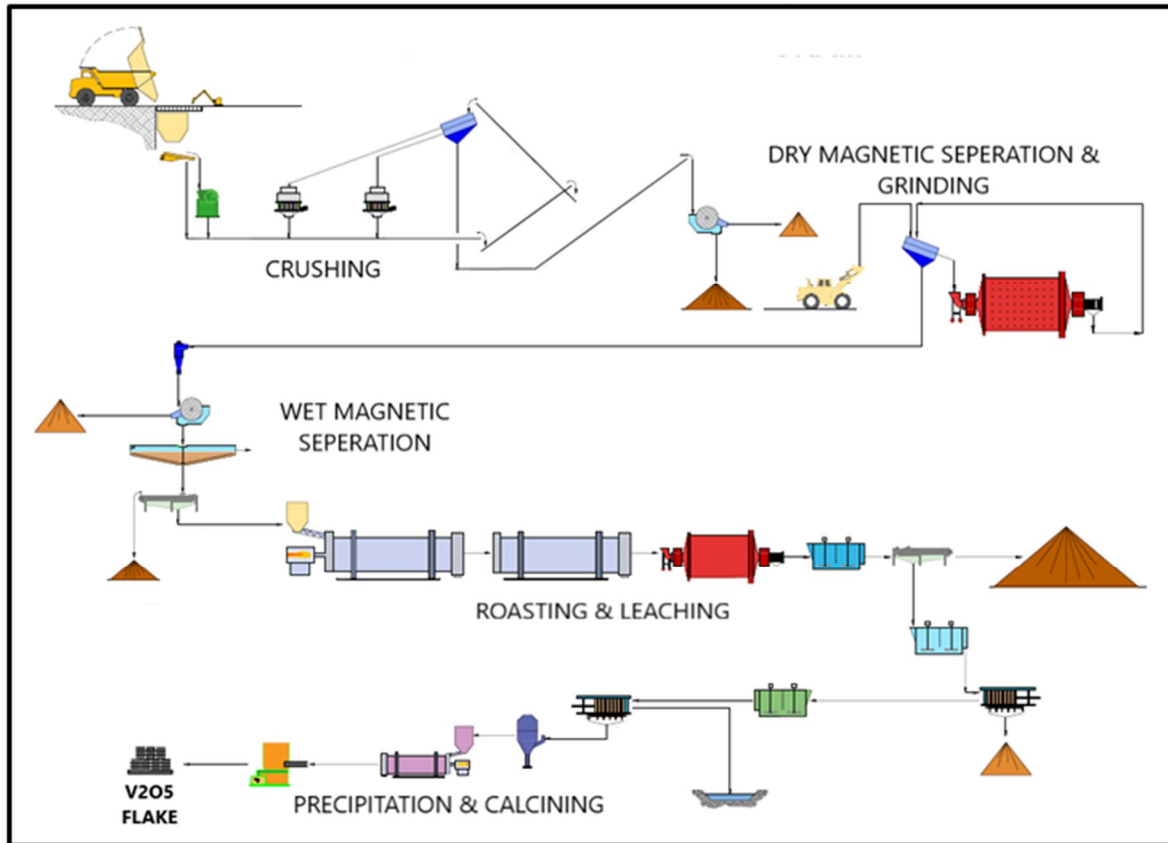 DRY MAGNETIC SEPERATION &
GRINDING
CRUSHING
WET MAGNETIC
SEPERATION
ROASTING & LEACHING
PRECIPITATION & CALCINING
V2O5
FLAKE